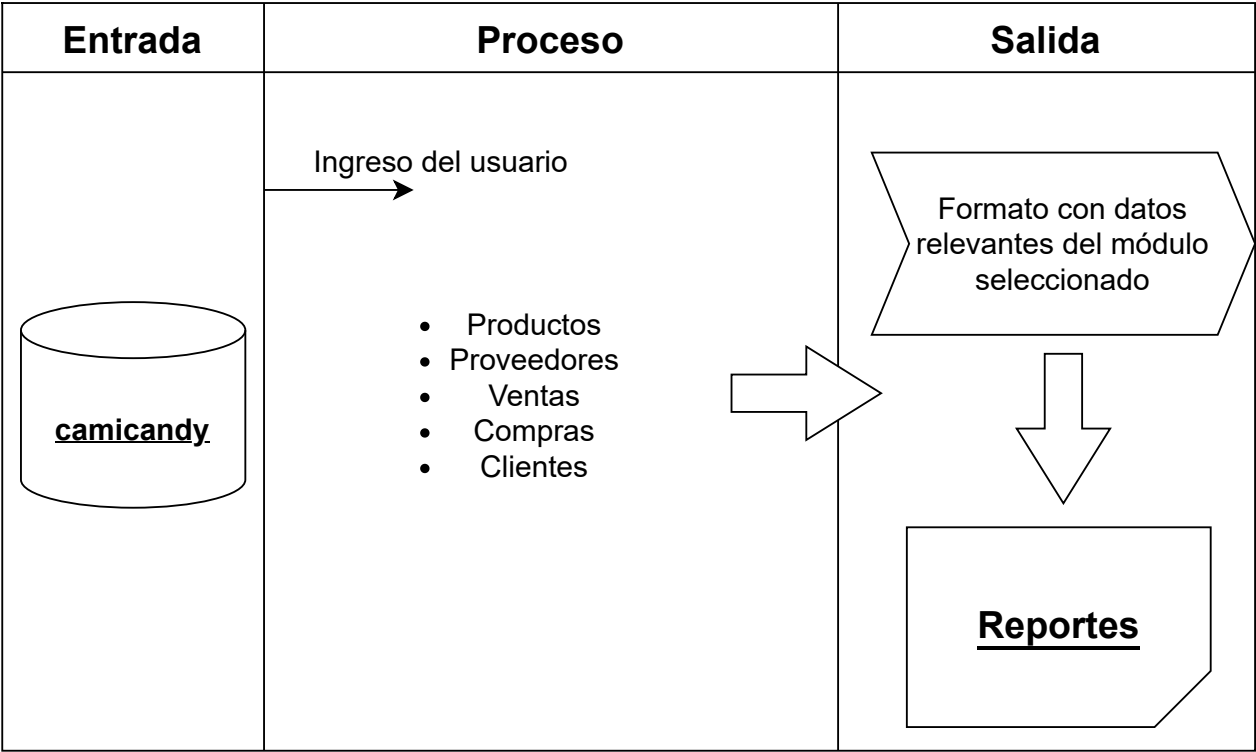 Entrada
Proceso
Salida
camicandy
Ingreso del usuario
• Productos
• Proveedores
• Ventas
• Compras
• Clientes
Formato con datos
relevantes del módulo
seleccionado
Reportes